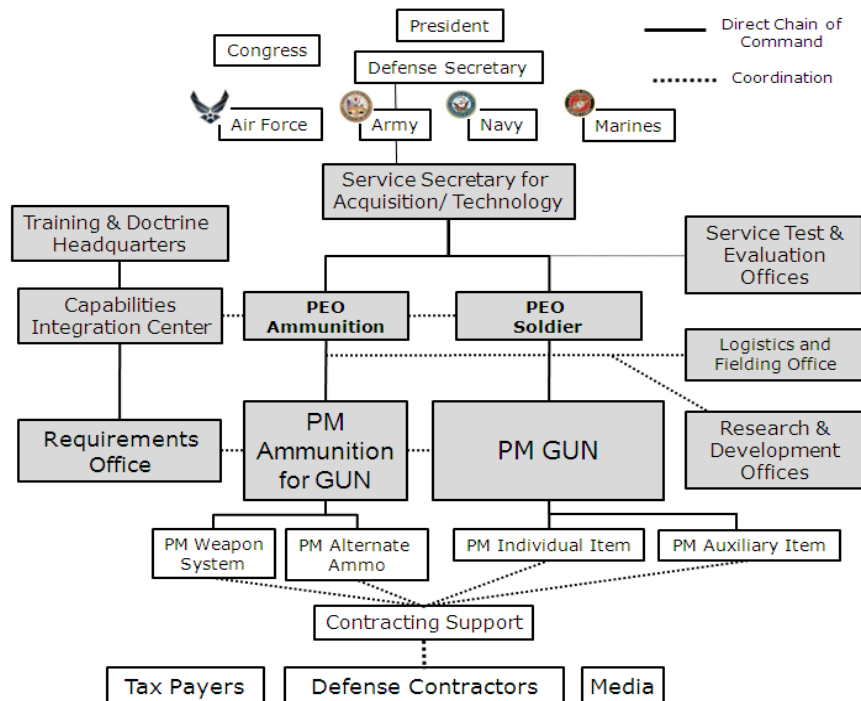 President
Congress
Defense Secretary
Direct Chain of
Command
Coordination
Air Force
Army
Navy
Marines
Service Secretary for
Acquisition/ Technology
Training & Doctrine
Headquarters
Service Test &
Evaluation
Offices
Capabilities
Integration Center
PEO
Ammunition
PEO
Soldier
Logistics and
Fielding Office
Requirements
Office
PM
Ammunition
for GUN
PM GUN
Research &
Development
Offices
PM Weapon
System
PM Alternate
Ammo
PM Individual Item
PM Auxiliary Item
Contracting Support
Tax Payers
Defense Contractors
Media